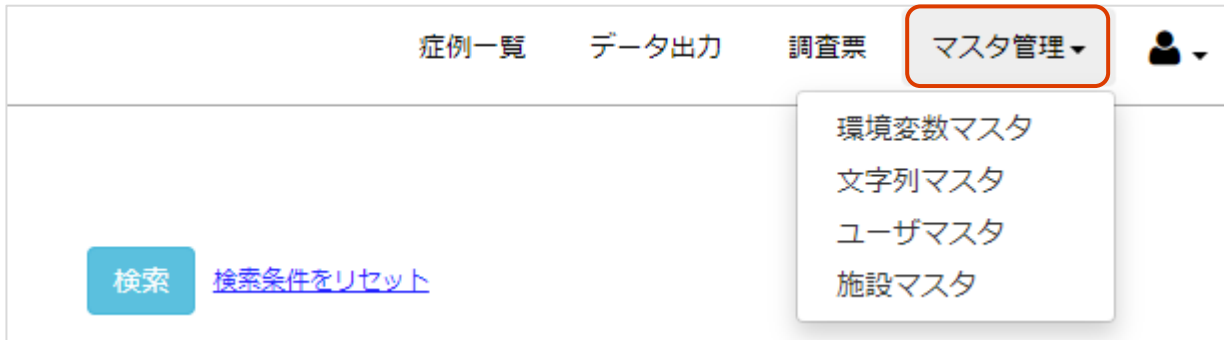 症例一覧 データ出力 調査票 マスタ管理
環境変数マスタ
文字列マスタ
ユーザマスタ
施設マスタ
検索 検索条件をリセット